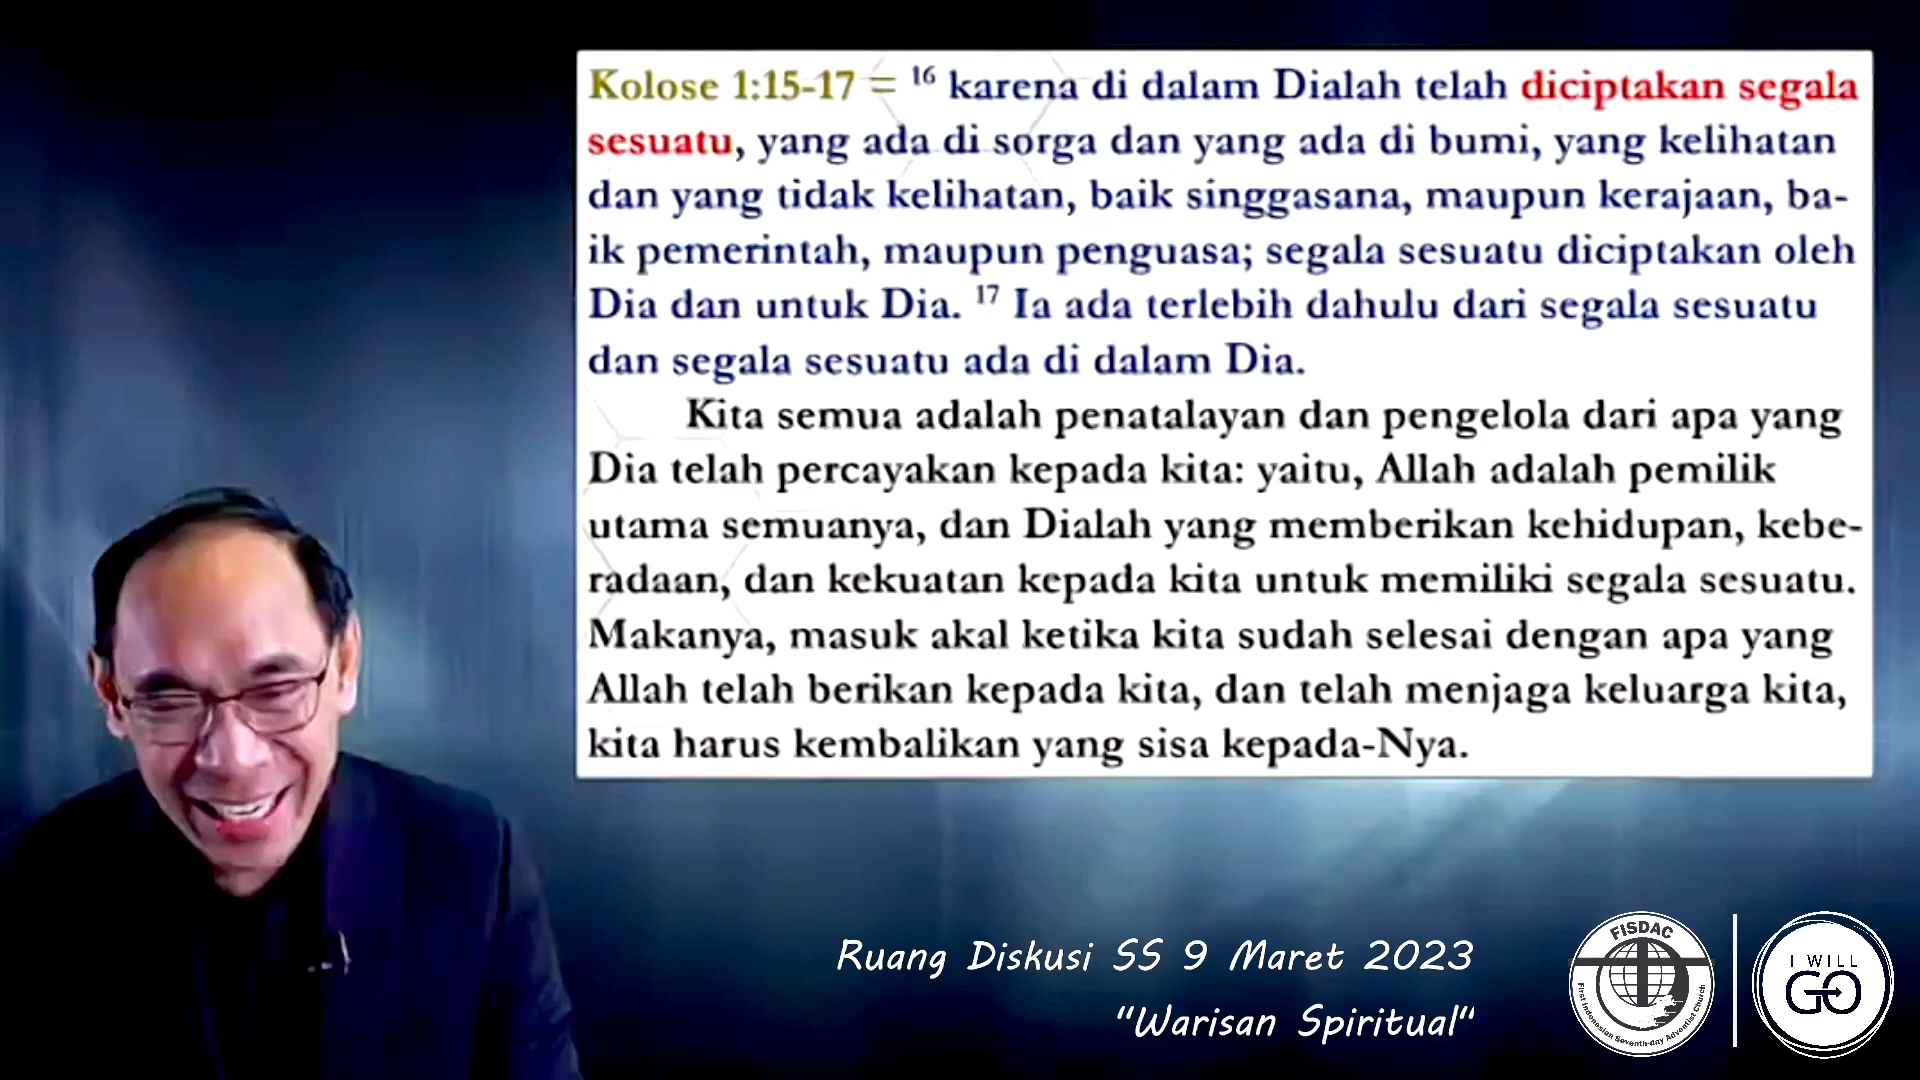 Kolose 1:15-17 = 16 karena di dalam Dialah telah diciptakan segala
sesuatu, yang ada di sorga dan yang ada di bumi, yang kelihatan
dan yang tidak kelihatan, baik singgasana, maupun kerajaan, ba-
ik pemerintah, maupun penguasa; segala sesuatu diciptakan oleh
Dia dan untuk Dia. 17 Ia ada terlebih dahulu dari segala sesuatu
dan segala sesuatu ada di dalam Dia.
Kita semua adalah penatalayan dan pengelola dari apa yang
Dia telah percayakan kepada kita: yaitu, Allah adalah pemilik
utama semuanya, dan Dialah yang memberikan kehidupan, kebe-
radaan, dan kekuatan kepada kita untuk memiliki segala sesuatu.
Makanya, masuk akal ketika kita sudah selesai dengan apa yang
Allah telah berikan kepada kita, dan telah menjaga keluarga kita,
kita harus kembalikan yang sisa kepada-Nya.
Ruang Diskusi SS 9 Maret 2023
"Warisan Spiritual"
FISDAC
First Indonesian Seventh-day Adventist Church
I WILL
GO